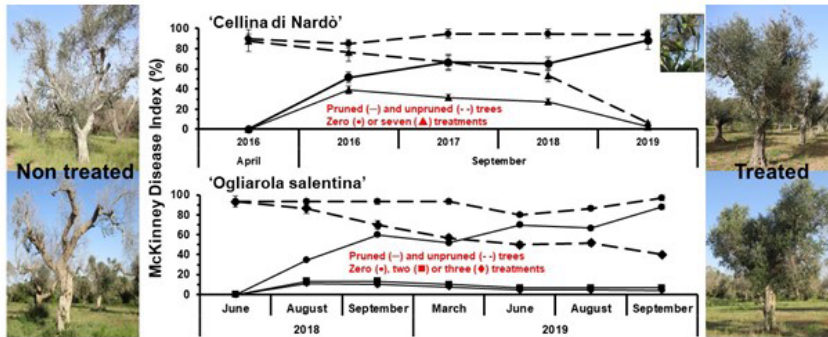 'Cellina di Nardò'
100
80
60
40
20
0
Pruned (–) and unpruned (- -) trees
Zero (•) or seven (▲) treatments
2016 2016 2017 2018 2019
April September
Non treated
McKinney Disease Index (%)
Treated
'Ogliarola salentina'
100
80
60
40
20
0
Pruned (–) and unpruned (- -) trees
Zero (•), two (■) or three (♦) treatments
June August September March June August September
2018 2019